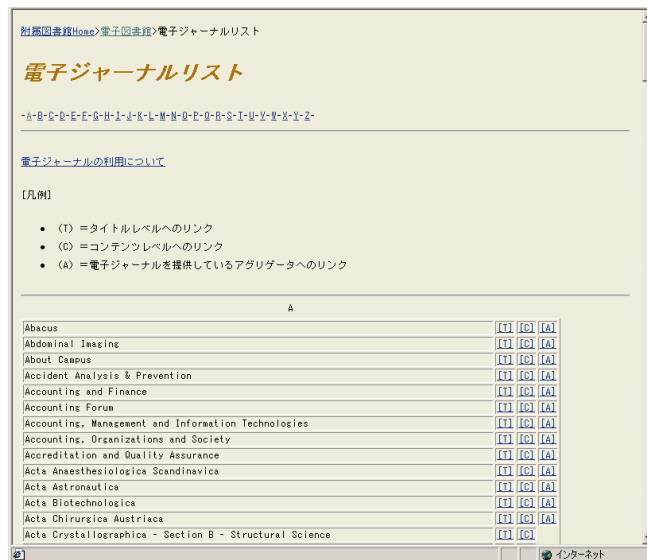 附属図書館Home>電子図書館>電子ジャーナルリスト
電子ジャーナルリスト
-A-B-C-D-E-F-G-H-I-J-K-L-M-N-O-P-Q-R-S-T-U-V-W-X-Y-Z-
電子ジャーナルの利用について
[凡例]
● (T) =タイトルレベルへのリンク
● (C) =コンテンツレベルへのリンク
● (A) =電子ジャーナルを提供しているアグリゲータへのリンク
A
Abacus [T] [C] [A]
Abdominal Imaging [T] [C] [A]
About Campus [T] [C] [A]
Accident Analysis & Prevention [T] [C] [A]
Accounting and Finance [T] [C] [A]
Accounting Forum [T] [C] [A]
Accounting, Management and Information Technologies [T] [C] [A]
Accounting, Organizations and Society [T] [C] [A]
Accreditation and Quality Assurance [T] [C] [A]
Acta Anaesthesiologica Scandinavica [T] [C] [A]
Acta Astronautica [T] [C] [A]
Acta Biotechnologica [T] [C] [A]
Acta Chirurgica Austriaca [T] [C] [A]
Acta Crystallographica - Section B - Structural Science [T] [C]
インターネット